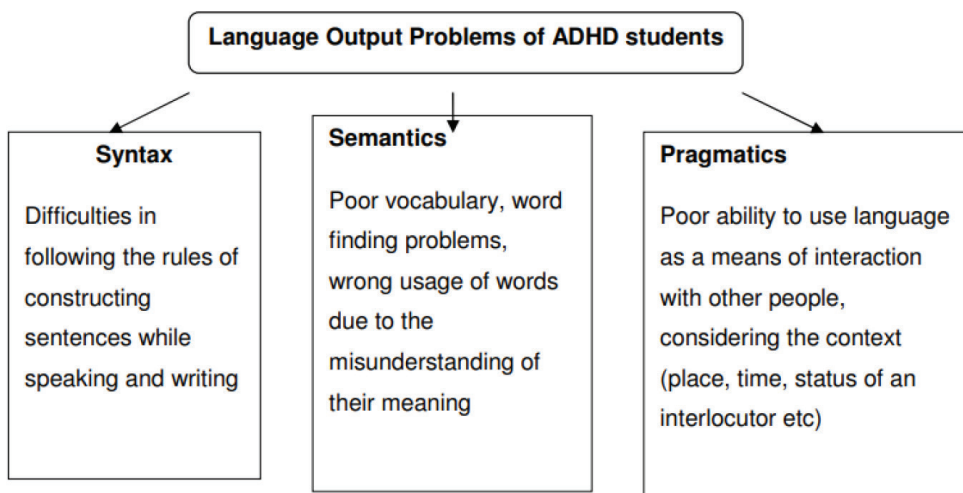 Language Output Problems of ADHD students
Syntax
Difficulties in
following the rules of
constructing
sentences while
speaking and writing
Semantics
Poor vocabulary, word
finding problems,
wrong usage of words
due to the
misunderstanding of
their meaning
Pragmatics
Poor ability to use language
as a means of interaction
with other people,
considering the context
(place, time, status of an
interlocutor etc)